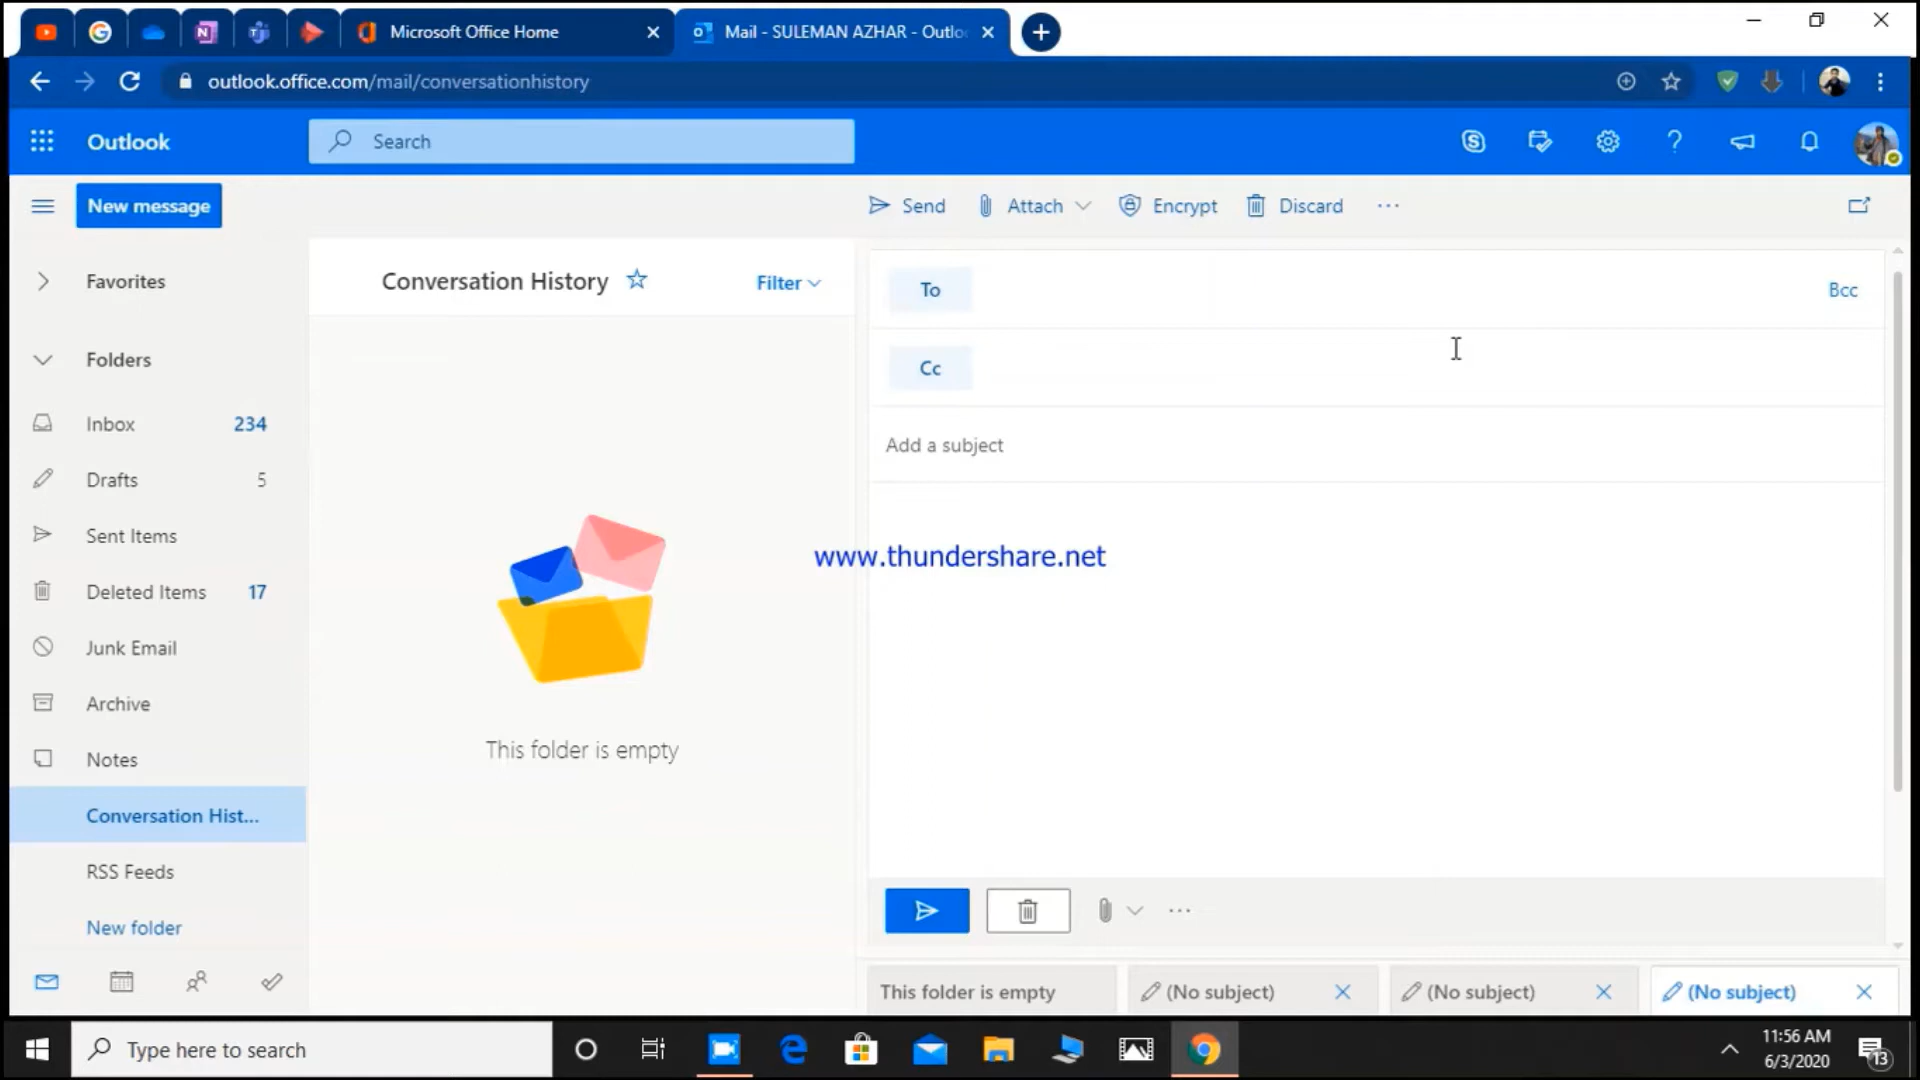 Microsoft Office Home
Mail - SULEMAN AZHAR - Outlo
outlook.office.com/mail/conversationhistory
Outlook
Search
New message
Send
Attach
Encrypt
Discard
Favorites
Folders
Inbox 234
Drafts 5
Sent Items
Deleted Items 17
Junk Email
Archive
Notes
Conversation Hist...
RSS Feeds
New folder
Conversation History
Filter
This folder is empty
To
Bcc
Cc
Add a subject
www.thundershare.net
This folder is empty
(No subject)
(No subject)
(No subject)
Type here to search
11:56 AM
6/3/2020
13